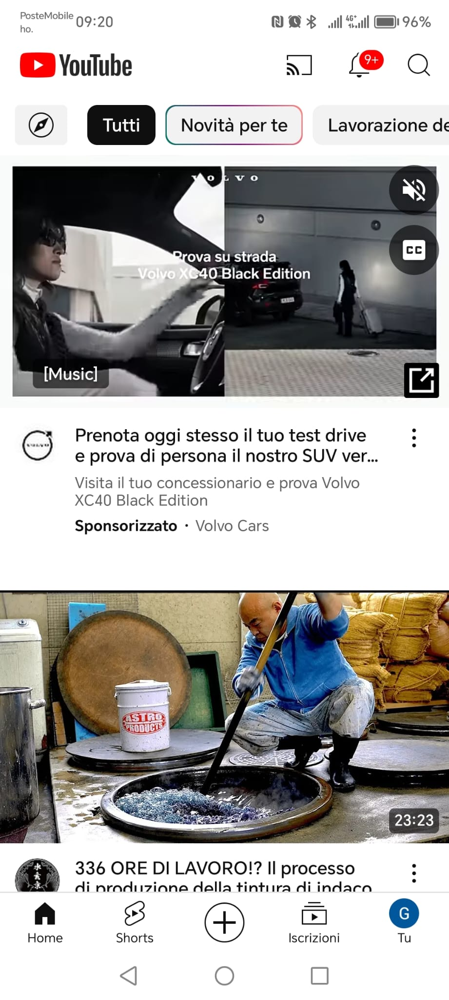 PosteMobile
ho.
09:20
4G+
96%
YouTube
9+
Tutti
Novità per te
Lavorazione de
VOLVO
Prova su strada
Volvo XC40 Black Edition
CC
[Music]
VOLVO
Prenota oggi stesso il tuo test drive
e prova di persona il nostro SUV ver...
Visita il tuo concessionario e prova Volvo
XC40 Black Edition
Sponsorizzato · Volvo Cars
ASTRO
PRODUCTS
23:23
336 ORE DI LAVORO!? Il processo
di produzione della tintura di indaco
Home
Shorts
Iscrizioni
G
Tu